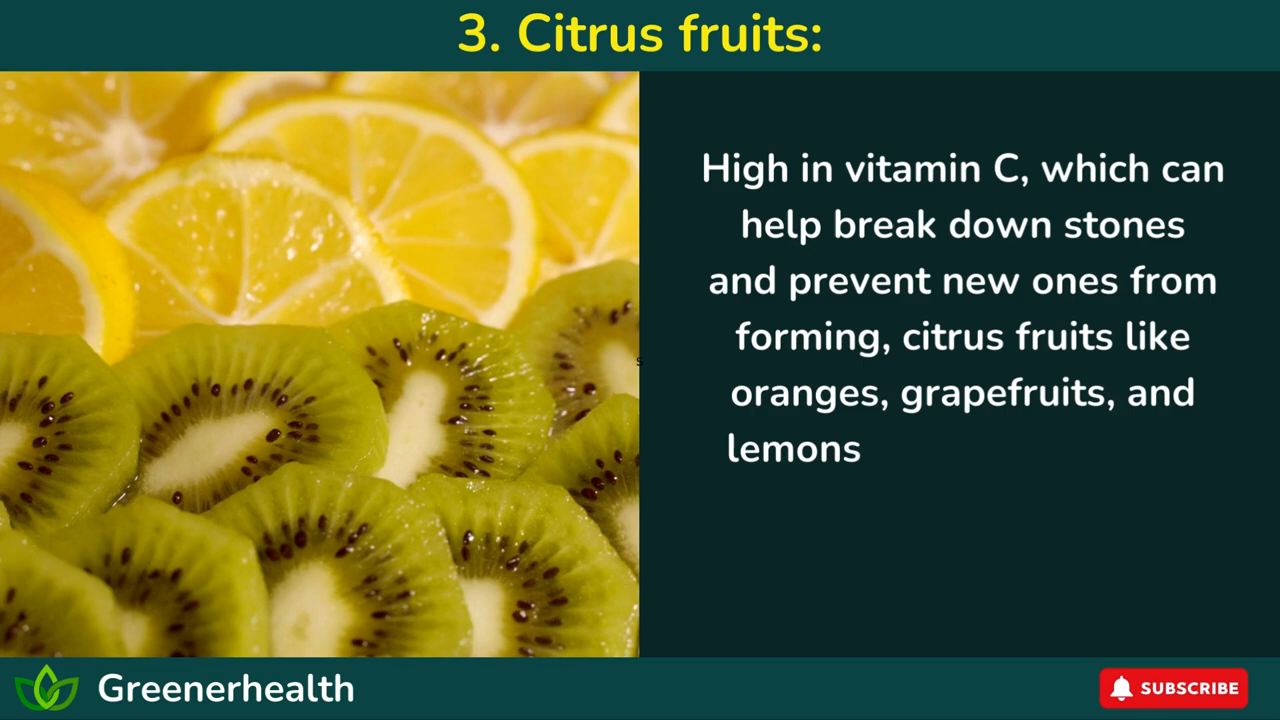 3. Citrus fruits:
High in vitamin C, which can
help break down stones
and prevent new ones from
forming, citrus fruits like
oranges, grapefruits, and
lemons
s
Greenerhealth
SUBSCRIBE